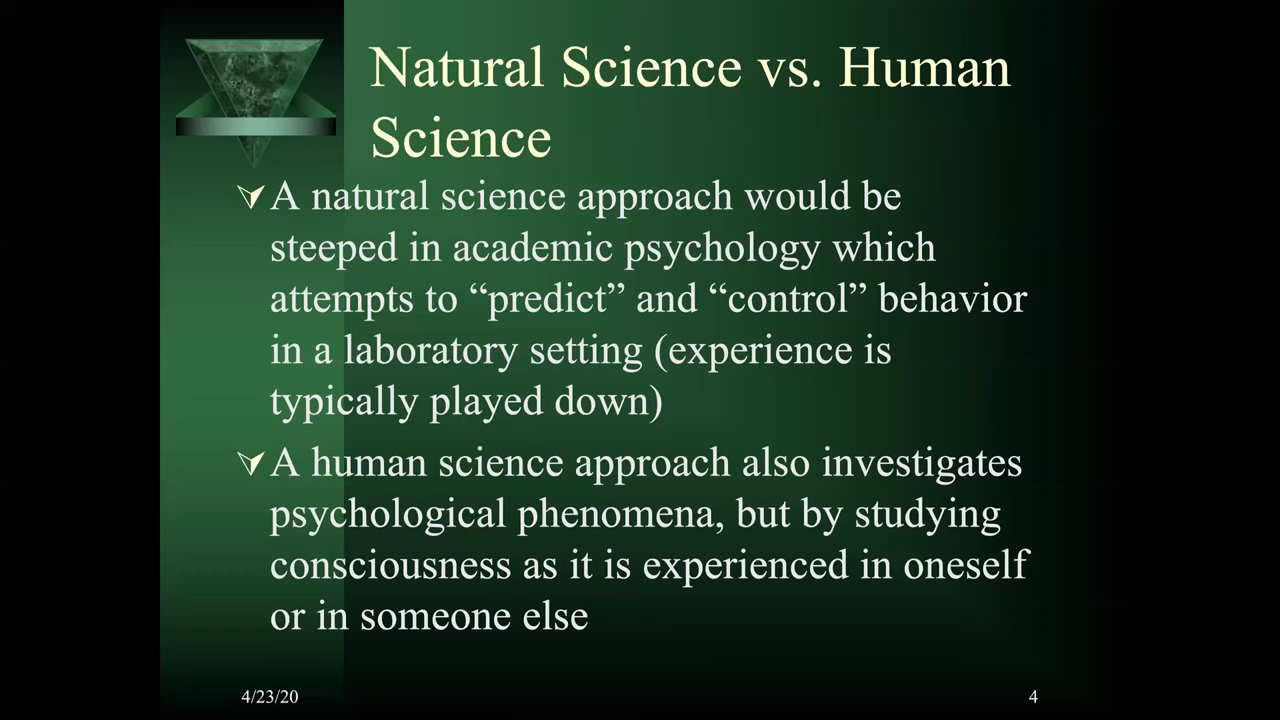 Natural Science vs. Human
Science
A natural science approach would be
steeped in academic psychology which
attempts to “predict” and “control” behavior
in a laboratory setting (experience is
typically played down)
A human science approach also investigates
psychological phenomena, but by studying
consciousness as it is experienced in oneself
or in someone else
4/23/20
4